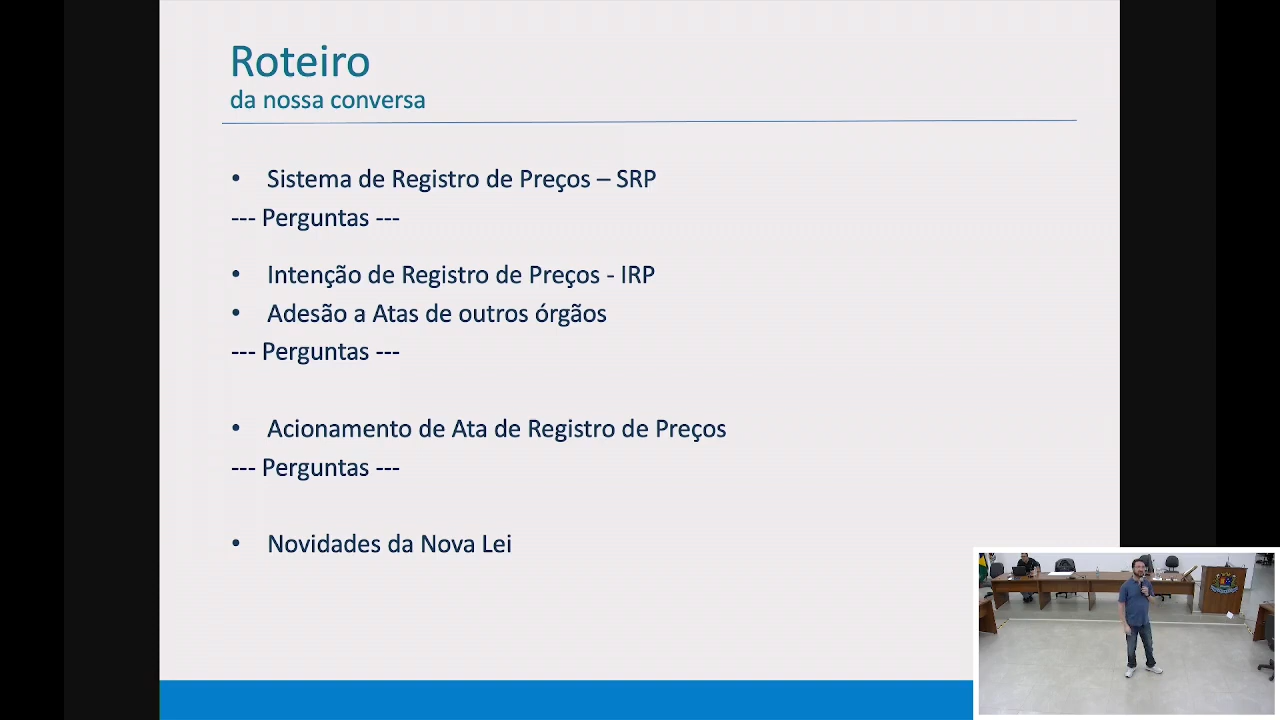 Roteiro
da nossa conversa
• Sistema de Registro de Preços – SRP
--- Perguntas ---
• Intenção de Registro de Preços - IRP
• Adesão a Atas de outros órgãos
--- Perguntas ---
• Acionamento de Ata de Registro de Preços
--- Perguntas ---
• Novidades da Nova Lei